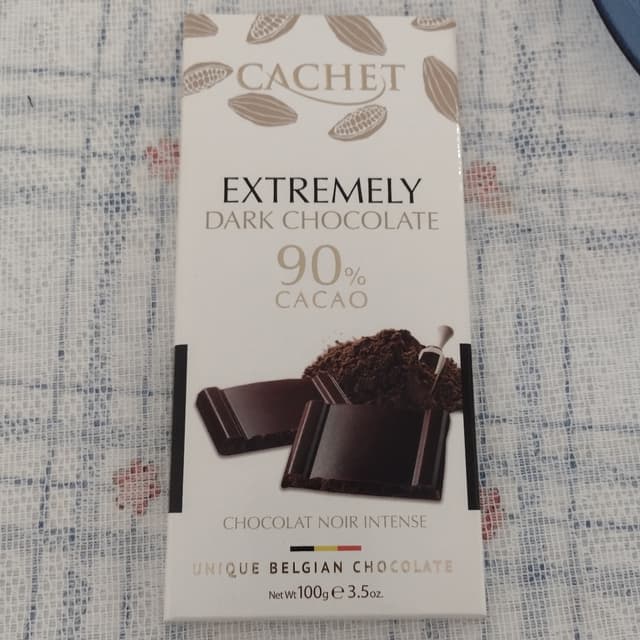 CACHET
EXTREMELY
DARK CHOCOLATE
90%
CACAO
CHOCOLAT NOIR INTENSE
UNIQUE BELGIAN CHOCOLATE
Net Wt 100g ℮ 3.5oz.